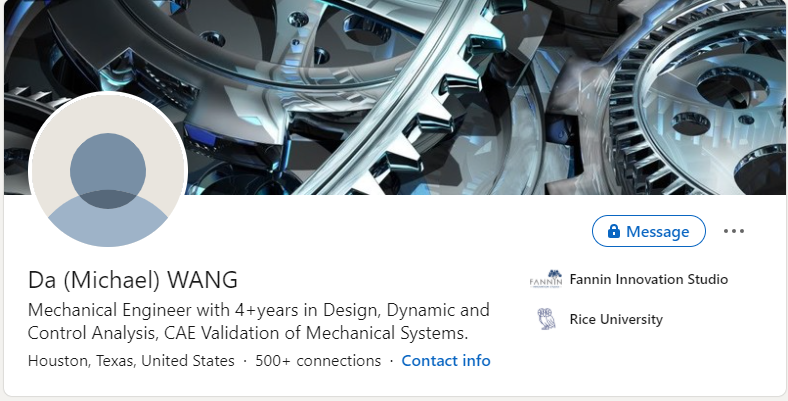 Message
Da (Michael) WANG
Mechanical Engineer with 4+years in Design, Dynamic and
Control Analysis, CAE Validation of Mechanical Systems.
Houston, Texas, United States · 500+ connections · Contact info
FANNIN
Fannin Innovation Studio
Rice University